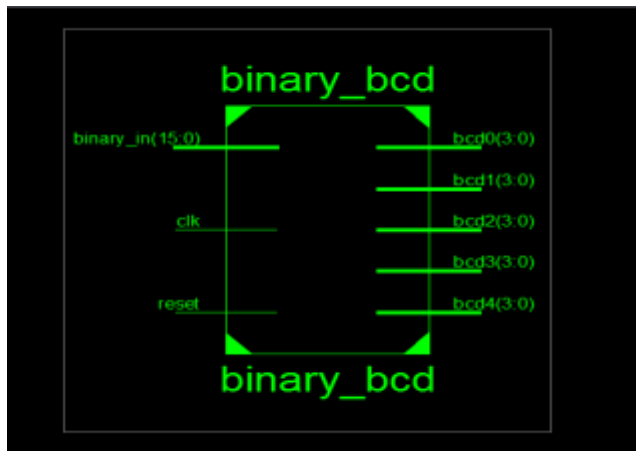 binary_bcd
binary_in(15:0) bcd0(3:0)
bcd1(3:0)
clk bcd2(3:0)
bcd3(3:0)
reset bcd4(3:0)
binary_bcd